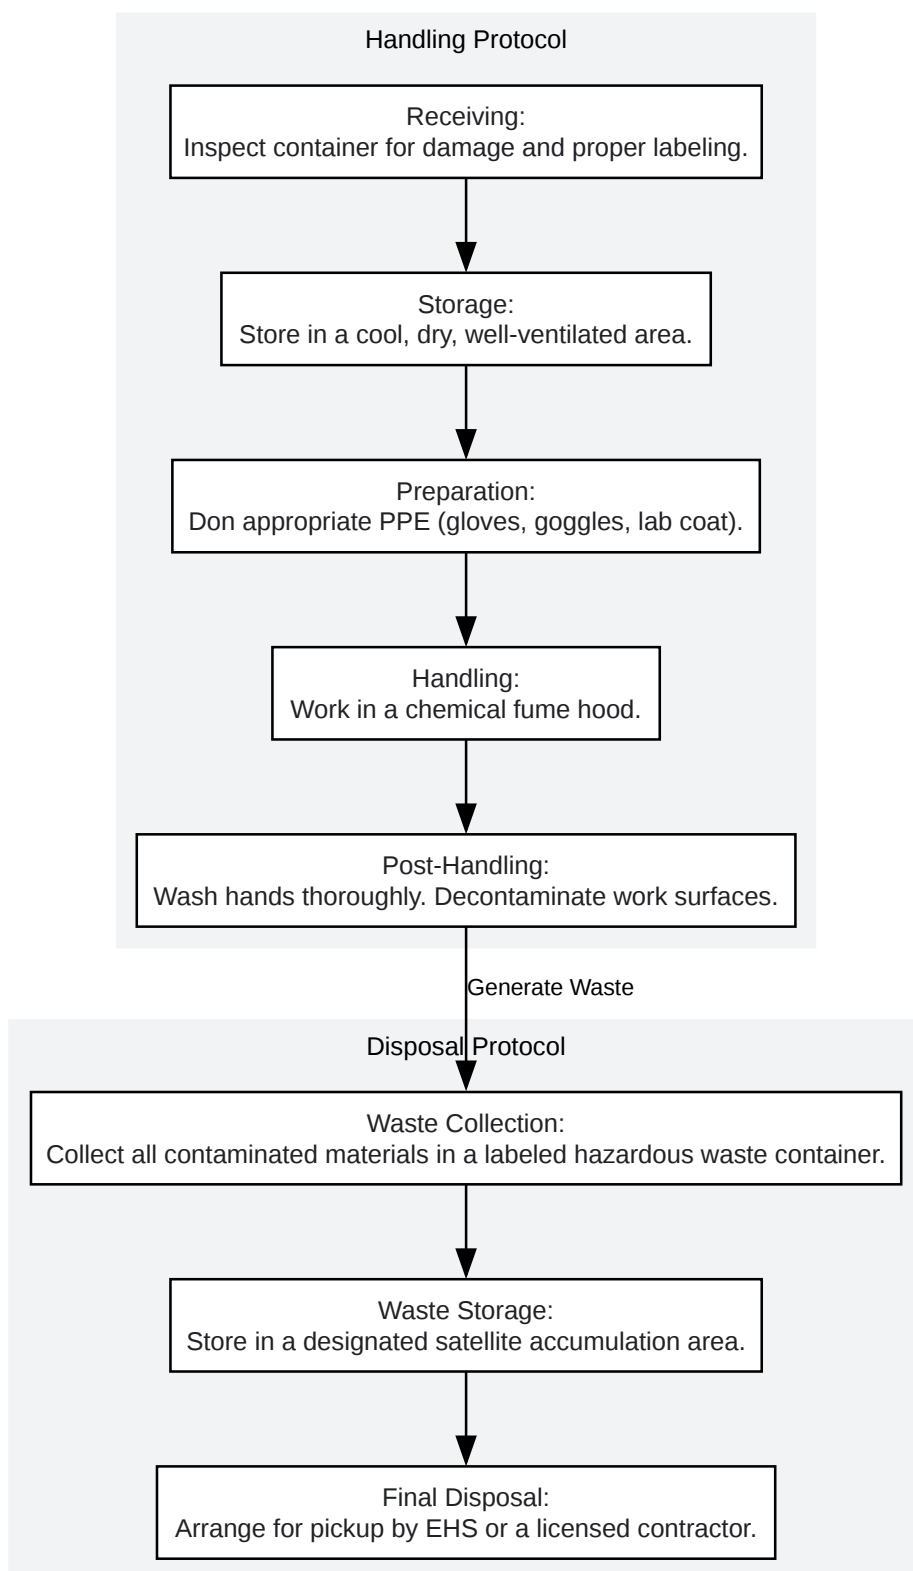 Handling Protocol
Receiving:
Inspect container for damage and proper labeling.
Storage:
Store in a cool, dry, well-ventilated area.
Preparation:
Don appropriate PPE (gloves, goggles, lab coat).
Handling:
Work in a chemical fume hood.
Post-Handling:
Wash hands thoroughly. Decontaminate work surfaces.
Generate Waste
Disposal Protocol
Waste Collection:
Collect all contaminated materials in a labeled hazardous waste container.
Waste Storage:
Store in a designated satellite accumulation area.
Final Disposal:
Arrange for pickup by EHS or a licensed contractor.